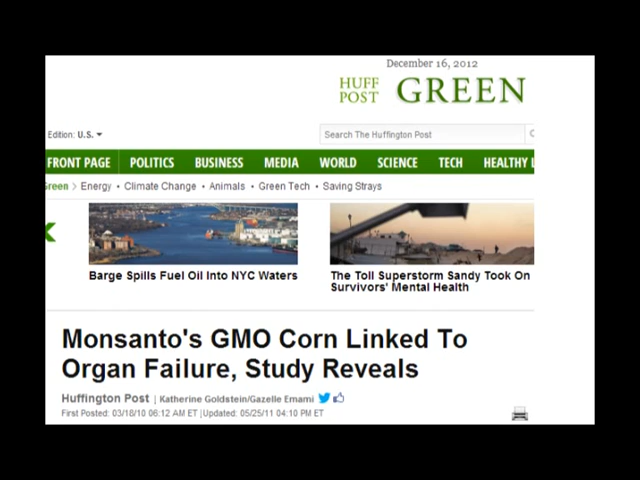 December 16, 2012
HUFF POST GREEN
Edition: U.S.
Search The Huffington Post
FRONT PAGE POLITICS BUSINESS MEDIA WORLD SCIENCE TECH HEALTHY L
Green > Energy • Climate Change • Animals • Green Tech • Saving Strays
Barge Spills Fuel Oil Into NYC Waters
The Toll Superstorm Sandy Took On
Survivors' Mental Health
Monsanto's GMO Corn Linked To
Organ Failure, Study Reveals
Huffington Post | Katherine Goldstein/Gazelle Emami
First Posted: 03/18/10 06:12 AM ET | Updated: 05/25/11 04:10 PM ET